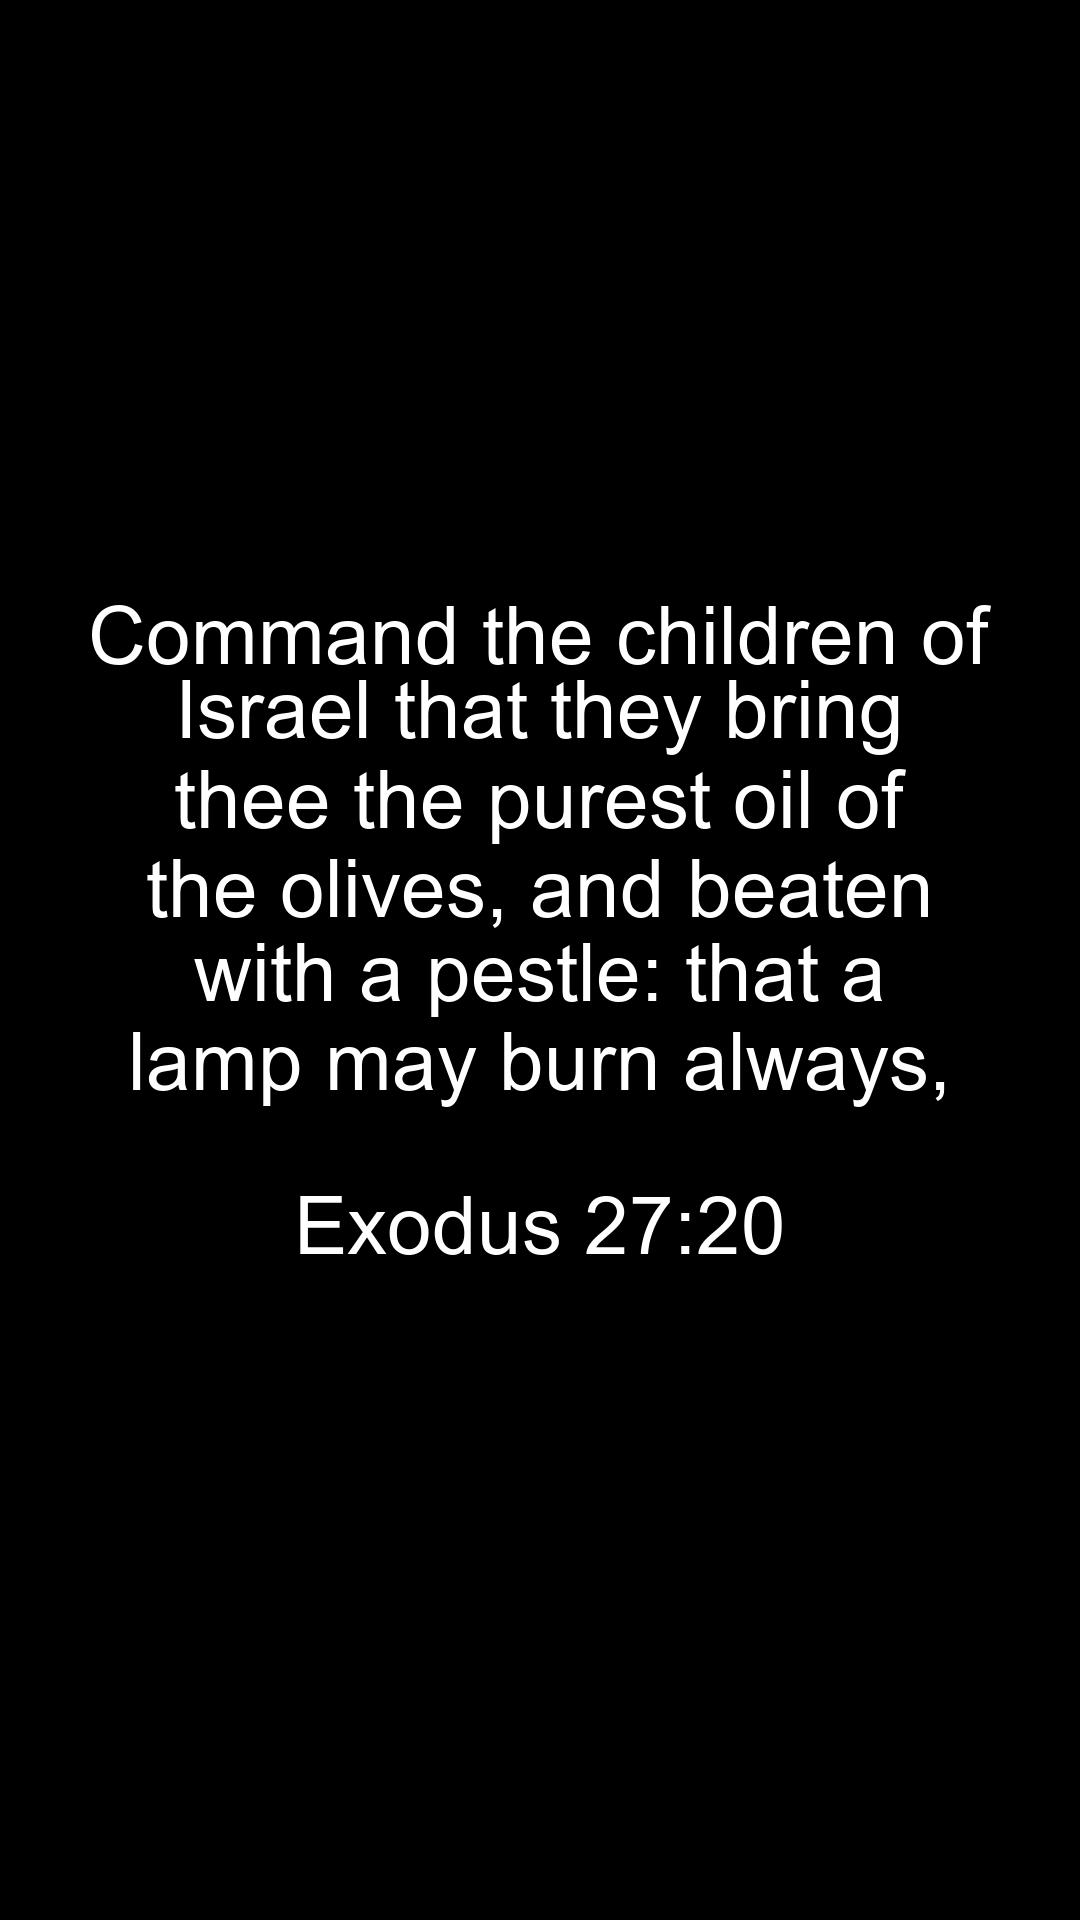 Command the children of
Israel that they bring
thee the purest oil of
the olives, and beaten
with a pestle: that a
lamp may burn always,
Exodus 27:20